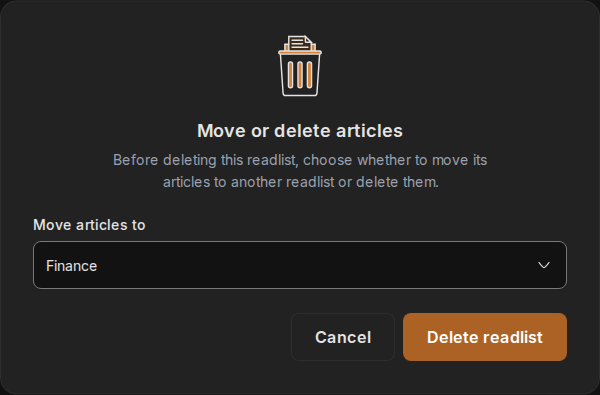 Move or delete articles
Before deleting this readlist, choose whether to move its
articles to another readlist or delete them.
Move articles to
Finance
Cancel
Delete readlist